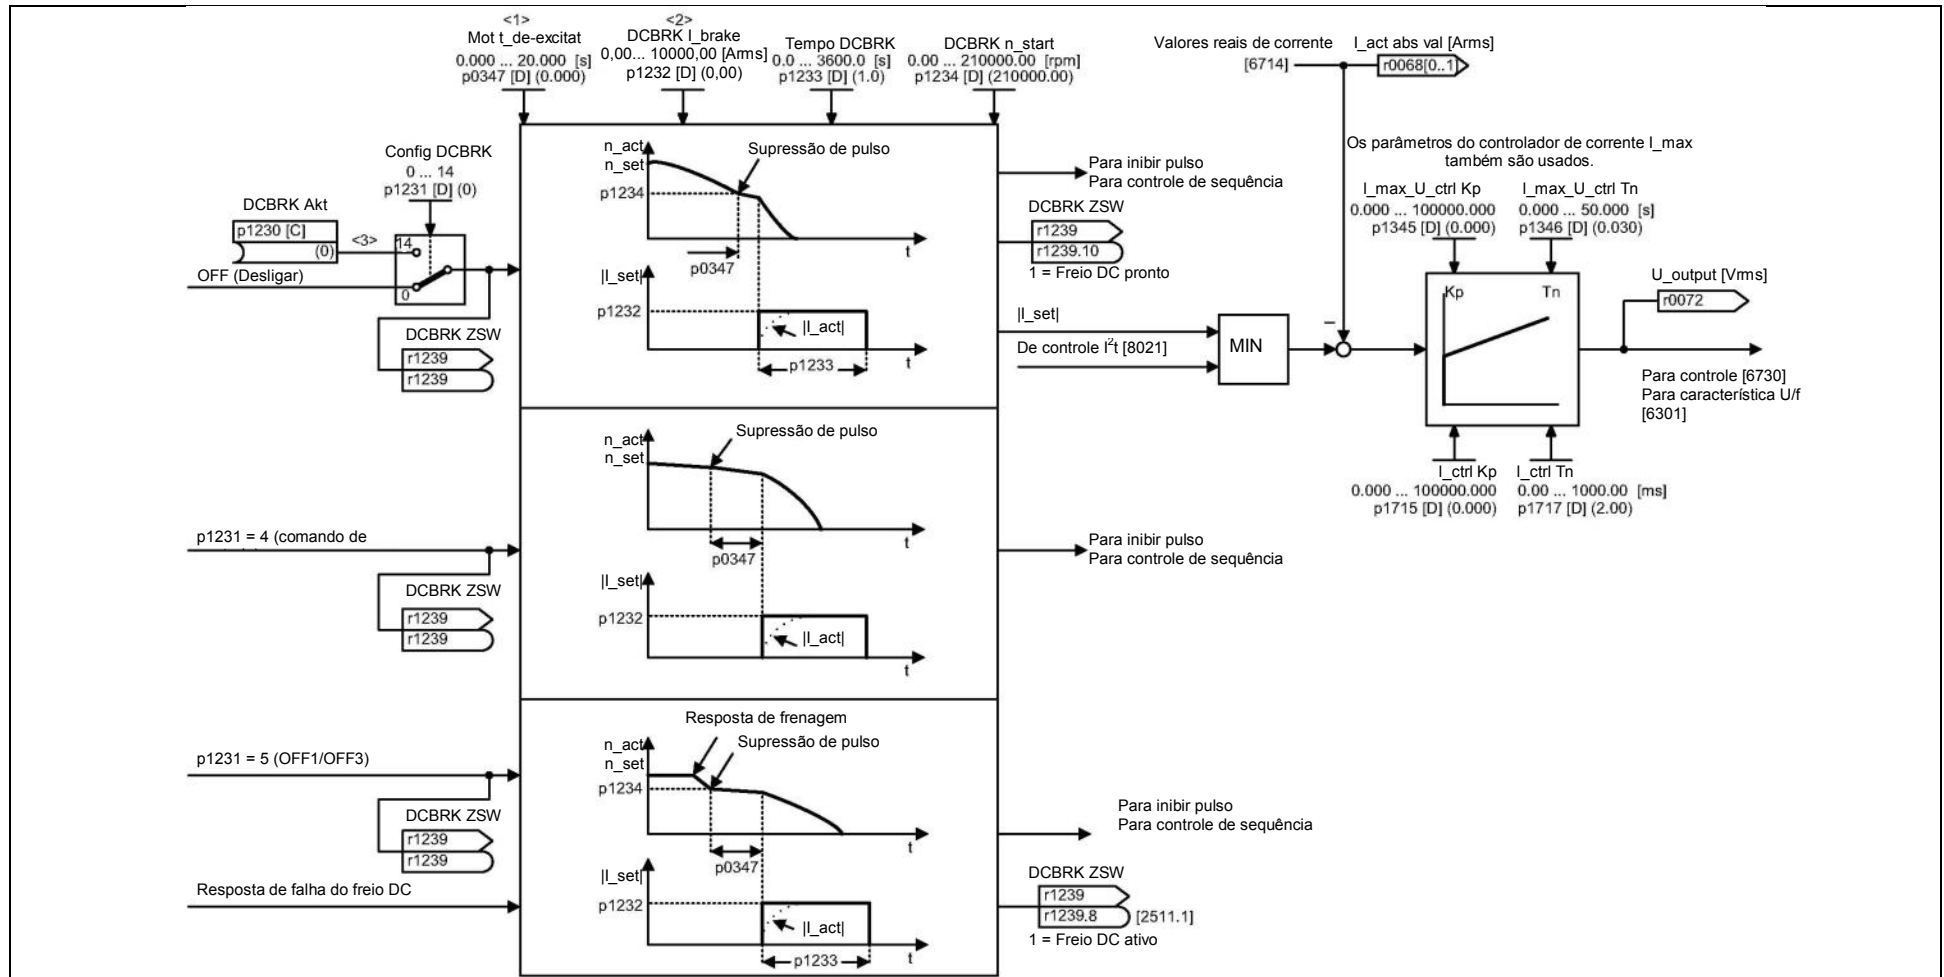 <1>
Mot t_de-excitat
0.000 ... 20.000 [s]
p0347 [D] (0.000)
<2>
DCBRK I_brake
0,00... 10000,00 [Arms]
p1232 [D] (0,00)
Tempo DCBRK
0.0 ... 3600.0 [s]
p1233 [D] (1.0)
DCBRK n_start
0.00 ... 210000.00 [rpm]
p1234 [D] (210000.00)
Valores reais de corrente
[6714]
I_act abs val [Arms]
r0068[0..1]
Config DCBRK
0 ... 14
p1231 [D] (0)
DCBRK Akt
p1230 [C]
(0)
<3>
14
0
OFF (Desligar)
DCBRK ZSW
r1239
r1239
n_act
n_set
p1234
Supressão de pulso
t
p0347
|I_set|
p1232
|I_act|
p1233
t
Para inibir pulso
Para controle de sequência
DCBRK ZSW
r1239
r1239.10
1 = Freio DC pronto
|I_set|
De controle I²t [8021]
MIN
–
Os parâmetros do controlador de corrente I_max
também são usados.
I_max_U_ctrl Kp
0.000 ... 100000.000
p1345 [D] (0.000)
I_max_U_ctrl Tn
0.000 ... 50.000 [s]
p1346 [D] (0.030)
Kp
Tn
U_output [Vrms]
r0072
Para controle [6730]
Para característica U/f
[6301]
I_ctrl Kp
0.000 ... 100000.000
p1715 [D] (0.000)
I_ctrl Tn
0.00 ... 1000.00 [ms]
p1717 [D] (2.00)
p1231 = 4 (comando de
DCBRK ZSW
r1239
r1239
n_act
n_set
Supressão de pulso
t
p0347
|I_set|
p1232
|I_act|
t
Para inibir pulso
Para controle de sequência
p1231 = 5 (OFF1/OFF3)
DCBRK ZSW
r1239
r1239
Resposta de falha do freio DC
Resposta de frenagem
Supressão de pulso
n_act
n_set
p1234
t
p0347
|I_set|
p1232
|I_act|
p1233
t
Para inibir pulso
Para controle de sequência
DCBRK ZSW
r1239
r1239.8
[2511.1]
1 = Freio DC ativo